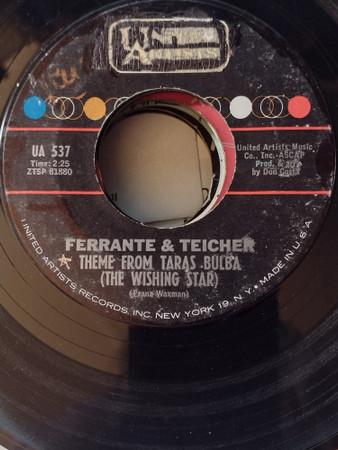 UNITED
ARTISTS
UA 537
Time: 2:25
ZTSP 81880
United Artists Music
Co., Inc.-ASCAP
Prod. & arr.
by Don Costa
FERRANTE & TEICHER
THEME FROM TARAS BULBA
(THE WISHING STAR)
(Franz Waxman)
UNITED ARTISTS RECORDS, INC. NEW YORK 19, N.Y. • MADE IN U.S.A.